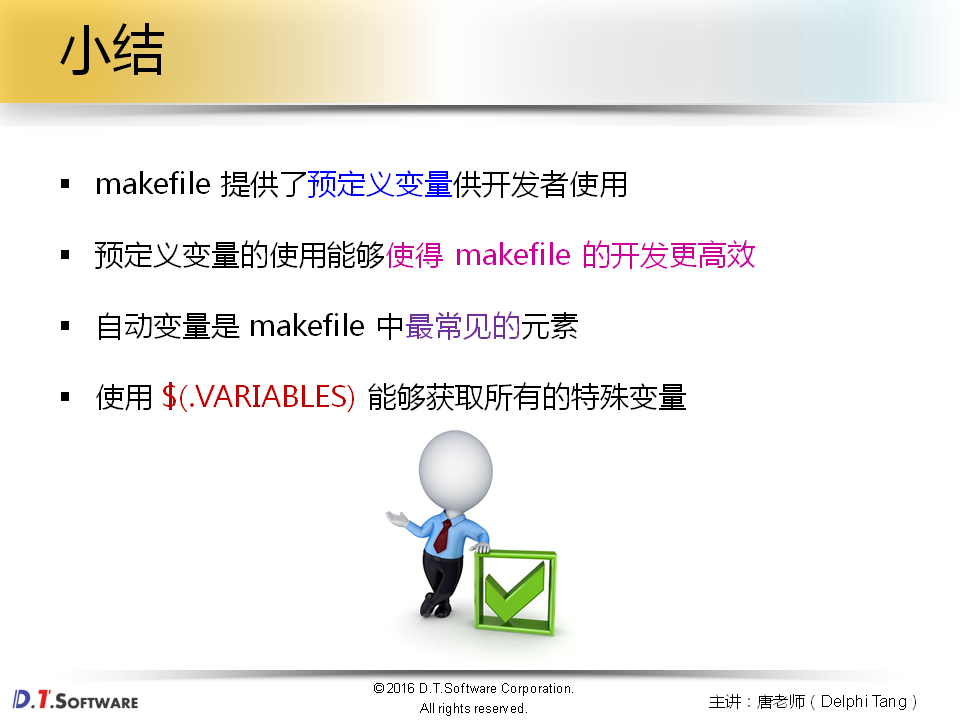 小结
▪ makefile 提供了预定义变量供开发者使用
▪ 预定义变量的使用能够使得 makefile 的开发更高效
▪ 自动变量是 makefile 中最常见的元素
▪ 使用 $(.VARIABLES) 能够获取所有的特殊变量
D.T.SOFTWARE
©2016 D.T.Software Corporation.
All rights reserved.
主讲：唐老师（Delphi Tang）